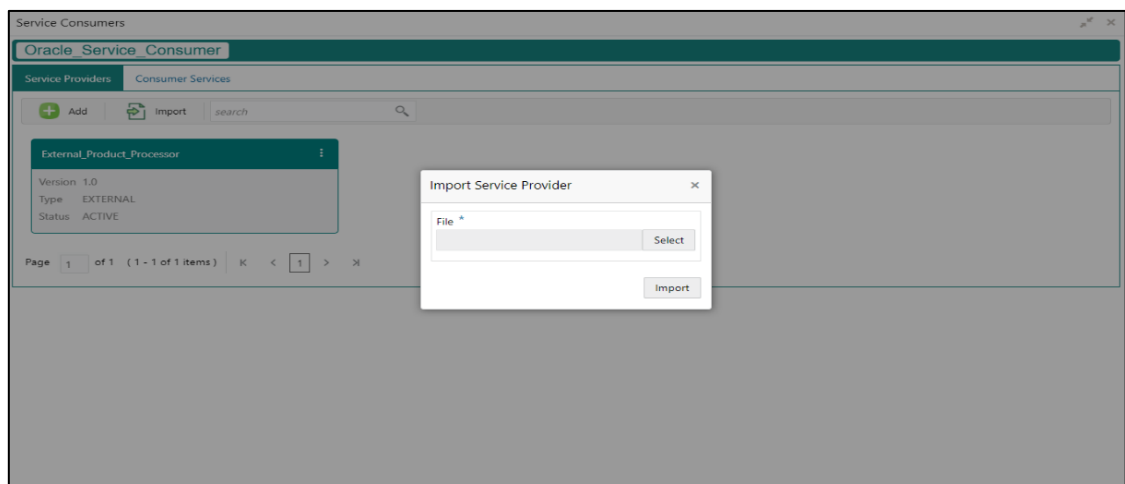 Service Consumers
Oracle_Service_Consumer
Service Providers Consumer Services
Add Import search
External_Product_Processor
Version 1.0
Type EXTERNAL
Status ACTIVE
Page 1 of 1 (1 - 1 of 1 items) 1
Import Service Provider
File *
Select
Import